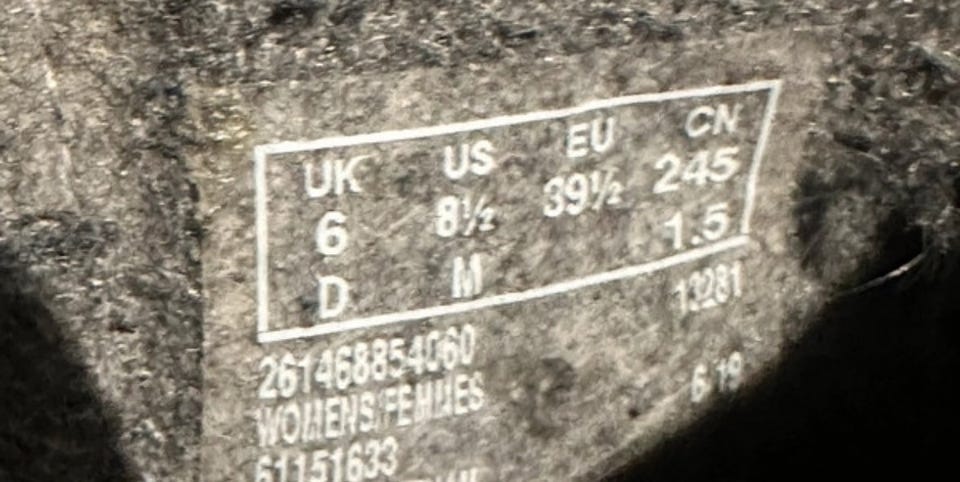 UK US EU CN
6 8½ 39½ 245
D M 1.5
261468854060 13281
WOMENS/FEMMES 6/19
61151633